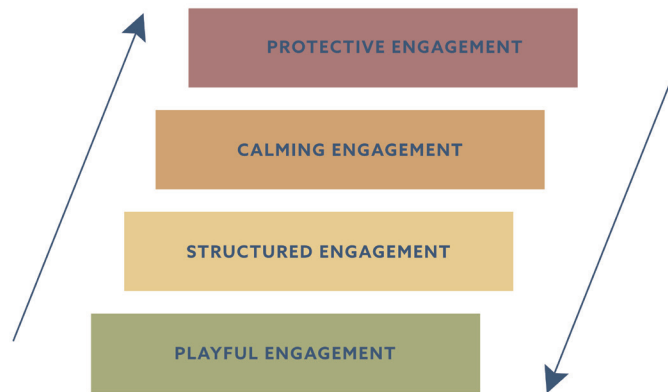 PROTECTIVE ENGAGEMENT
CALMING ENGAGEMENT
STRUCTURED ENGAGEMENT
PLAYFUL ENGAGEMENT